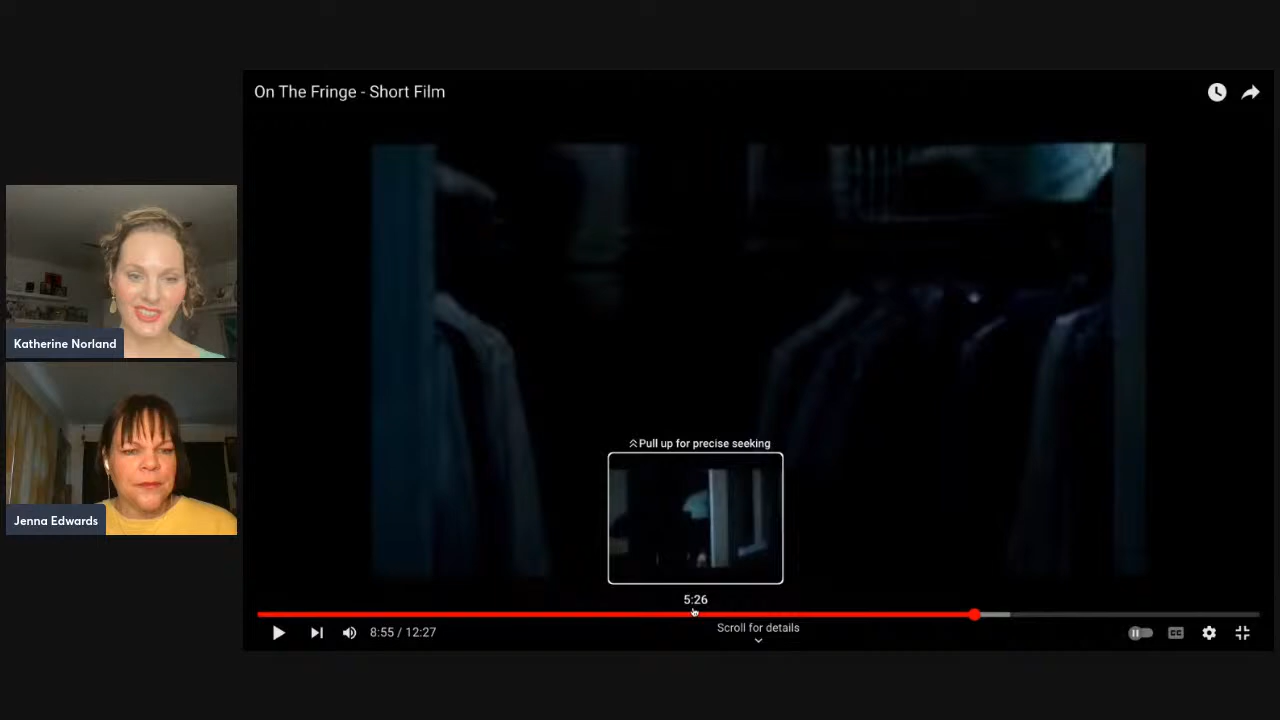 On The Fringe - Short Film
Katherine Norland
Jenna Edwards
Pull up for precise seeking
5:26
8:55 / 12:27
Scroll for details
CC